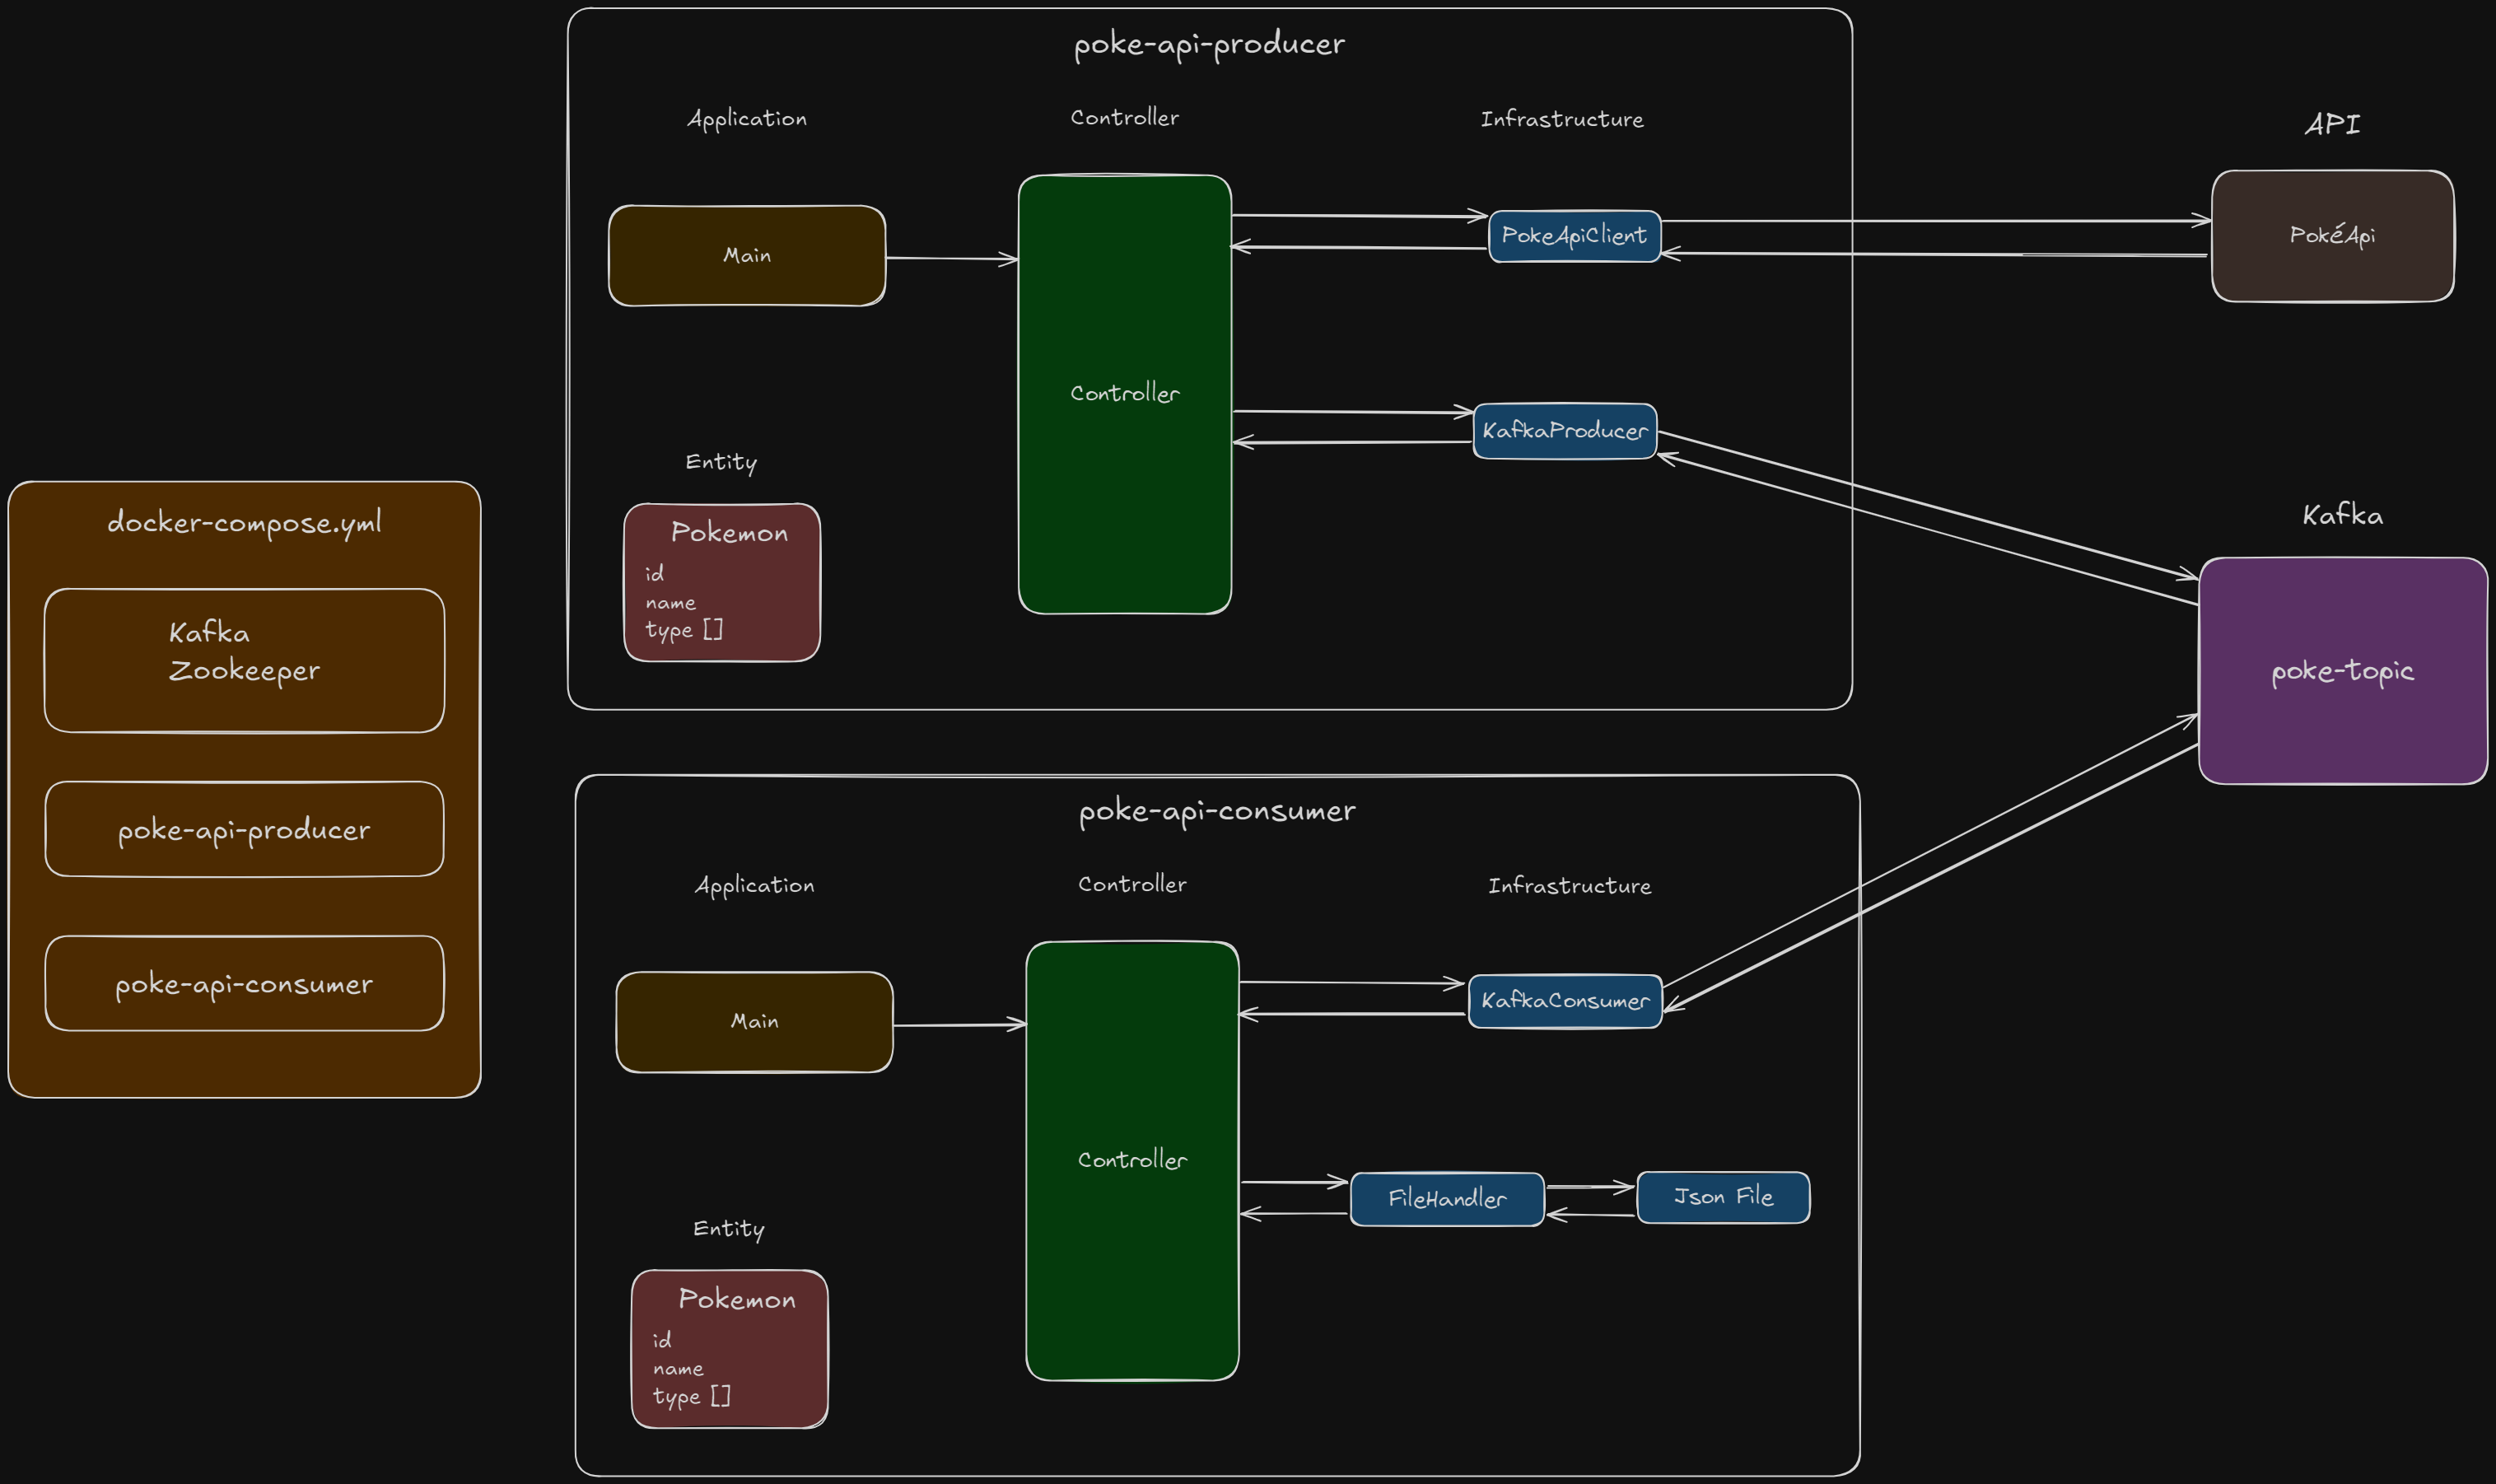 poke-api-producer
Application
Controller
Infrastructure
API
Main
PokeApiClient
PokéApi
Controller
KafkaProducer
Entity
Pokemon
id
name
type []
Kafka
poke-topic
docker-compose.yml
Kafka
Zookeeper
poke-api-producer
poke-api-consumer
poke-api-consumer
Application
Controller
Infrastructure
Main
KafkaConsumer
Controller
FileHandler
Json File
Entity
Pokemon
id
name
type []